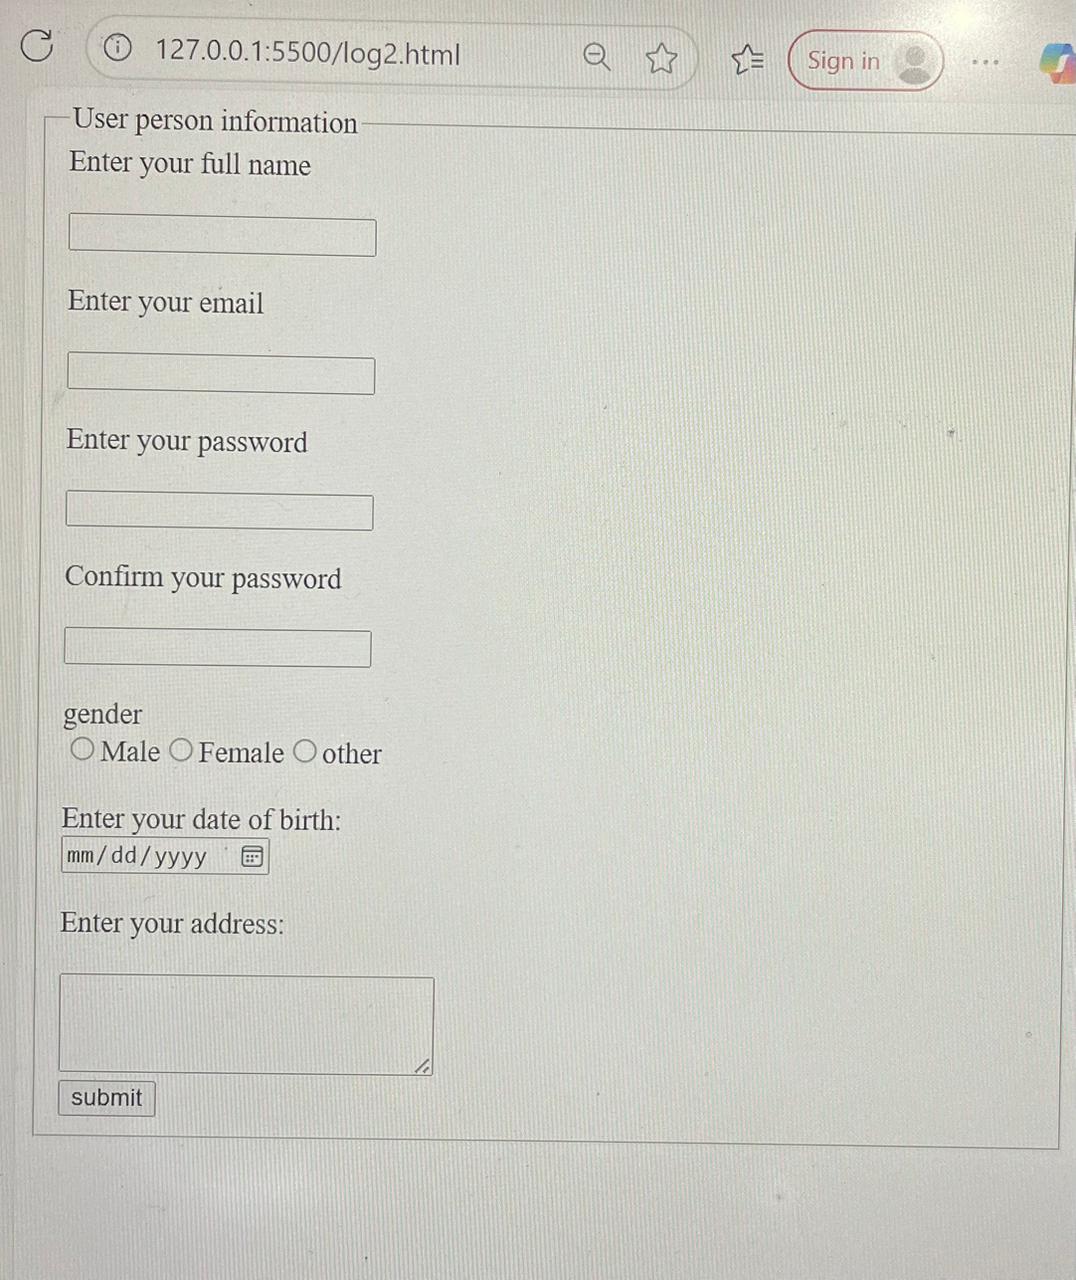 127.0.0.1:5500/log2.html
Sign in
User person information
Enter your full name
Enter your email
Enter your password
Confirm your password
gender
Male Female other
Enter your date of birth:
mm/dd/yyyy
Enter your address:
submit